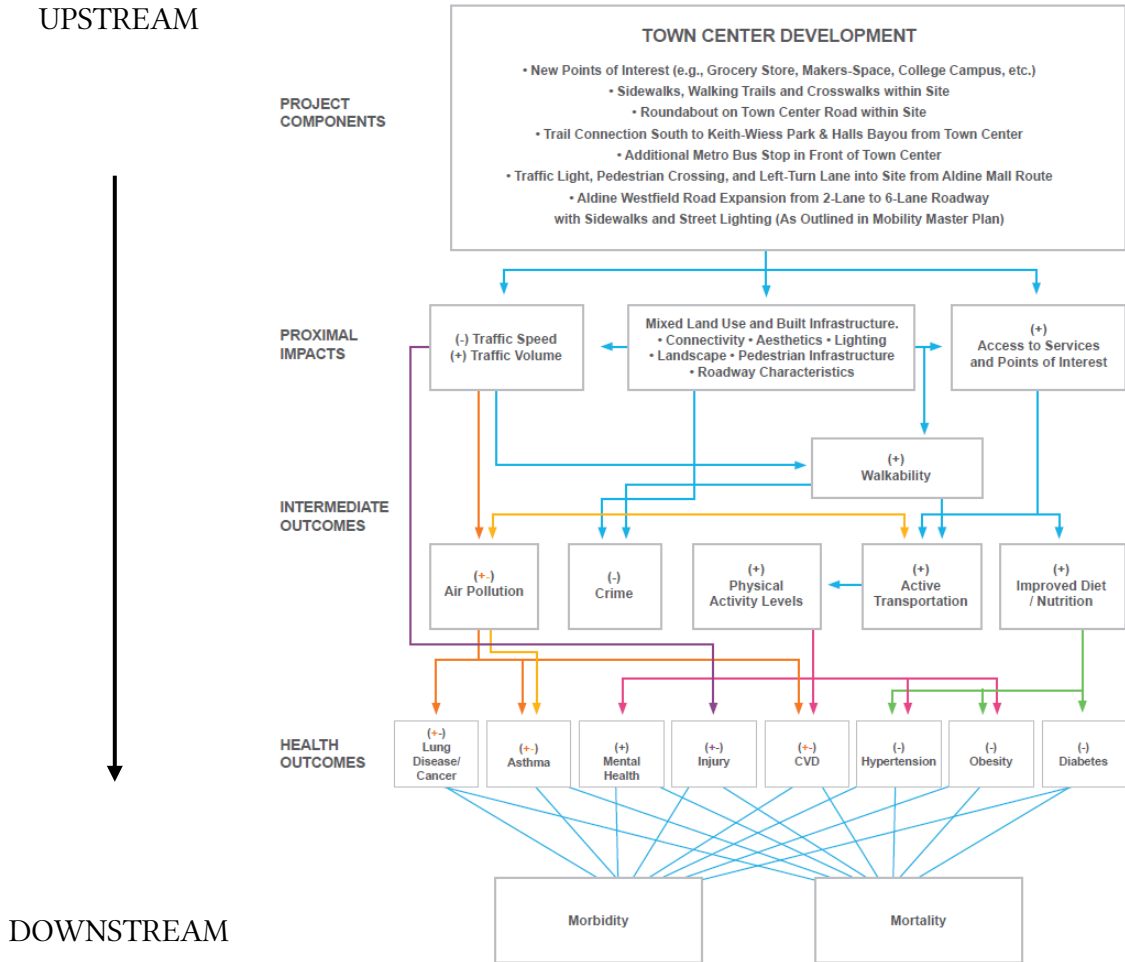 UPSTREAM
TOWN CENTER DEVELOPMENT
• New Points of Interest (e.g., Grocery Store, Makers-Space, College Campus, etc.)
• Sidewalks, Walking Trails and Crosswalks within Site
• Roundabout on Town Center Road within Site
• Trail Connection South to Keith-Wiess Park & Halls Bayou from Town Center
• Additional Metro Bus Stop in Front of Town Center
• Traffic Light, Pedestrian Crossing, and Left-Turn Lane into Site from Aldine Mall Route
• Aldine Westfield Road Expansion from 2-Lane to 6-Lane Roadway
with Sidewalks and Street Lighting (As Outlined in Mobility Master Plan)
PROJECT
COMPONENTS
PROXIMAL
IMPACTS
(-) Traffic Speed
(+) Traffic Volume
Mixed Land Use and Built Infrastructure.
• Connectivity • Aesthetics • Lighting
• Landscape • Pedestrian Infrastructure
• Roadway Characteristics
(+)
Access to Services
and Points of Interest
(+)
Walkability
INTERMEDIATE
OUTCOMES
(+-)
Air Pollution
(-)
Crime
(+)
Physical
Activity Levels
(+)
Active
Transportation
(+)
Improved Diet
/ Nutrition
HEALTH
OUTCOMES
(+-)
Lung
Disease/
Cancer
(+-)
Asthma
(+)
Mental
Health
(+-)
Injury
(+-)
CVD
(-)
Hypertension
(-)
Obesity
(-)
Diabetes
Morbidity
Mortality
DOWNSTREAM